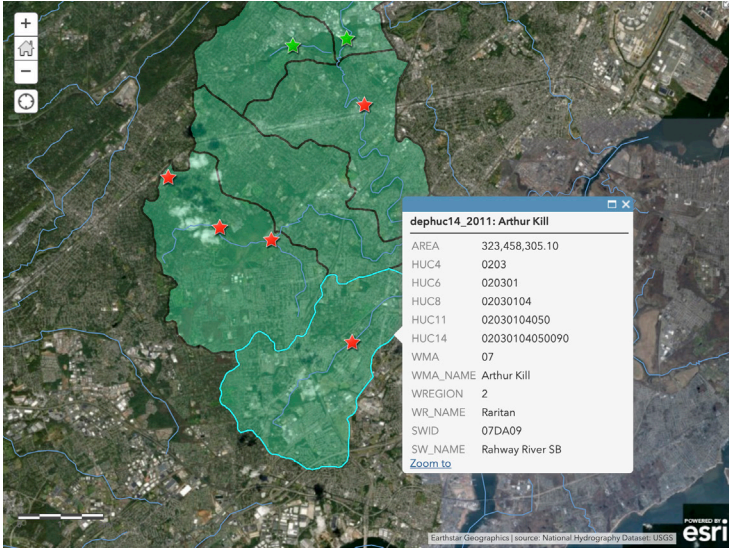 +
−
dephuc14_2011: Arthur Kill
AREA 323,458,305.10
HUC4 0203
HUC6 020301
HUC8 02030104
HUC11 02030104050
HUC14 02030104050090
WMA 07
WMA_NAME Arthur Kill
WREGION 2
WR_NAME Raritan
SWID 07DA09
SW_NAME Rahway River SB
Zoom to
Earthstar Geographics | source: National Hydrography Dataset: USGS
POWERED BY
esri